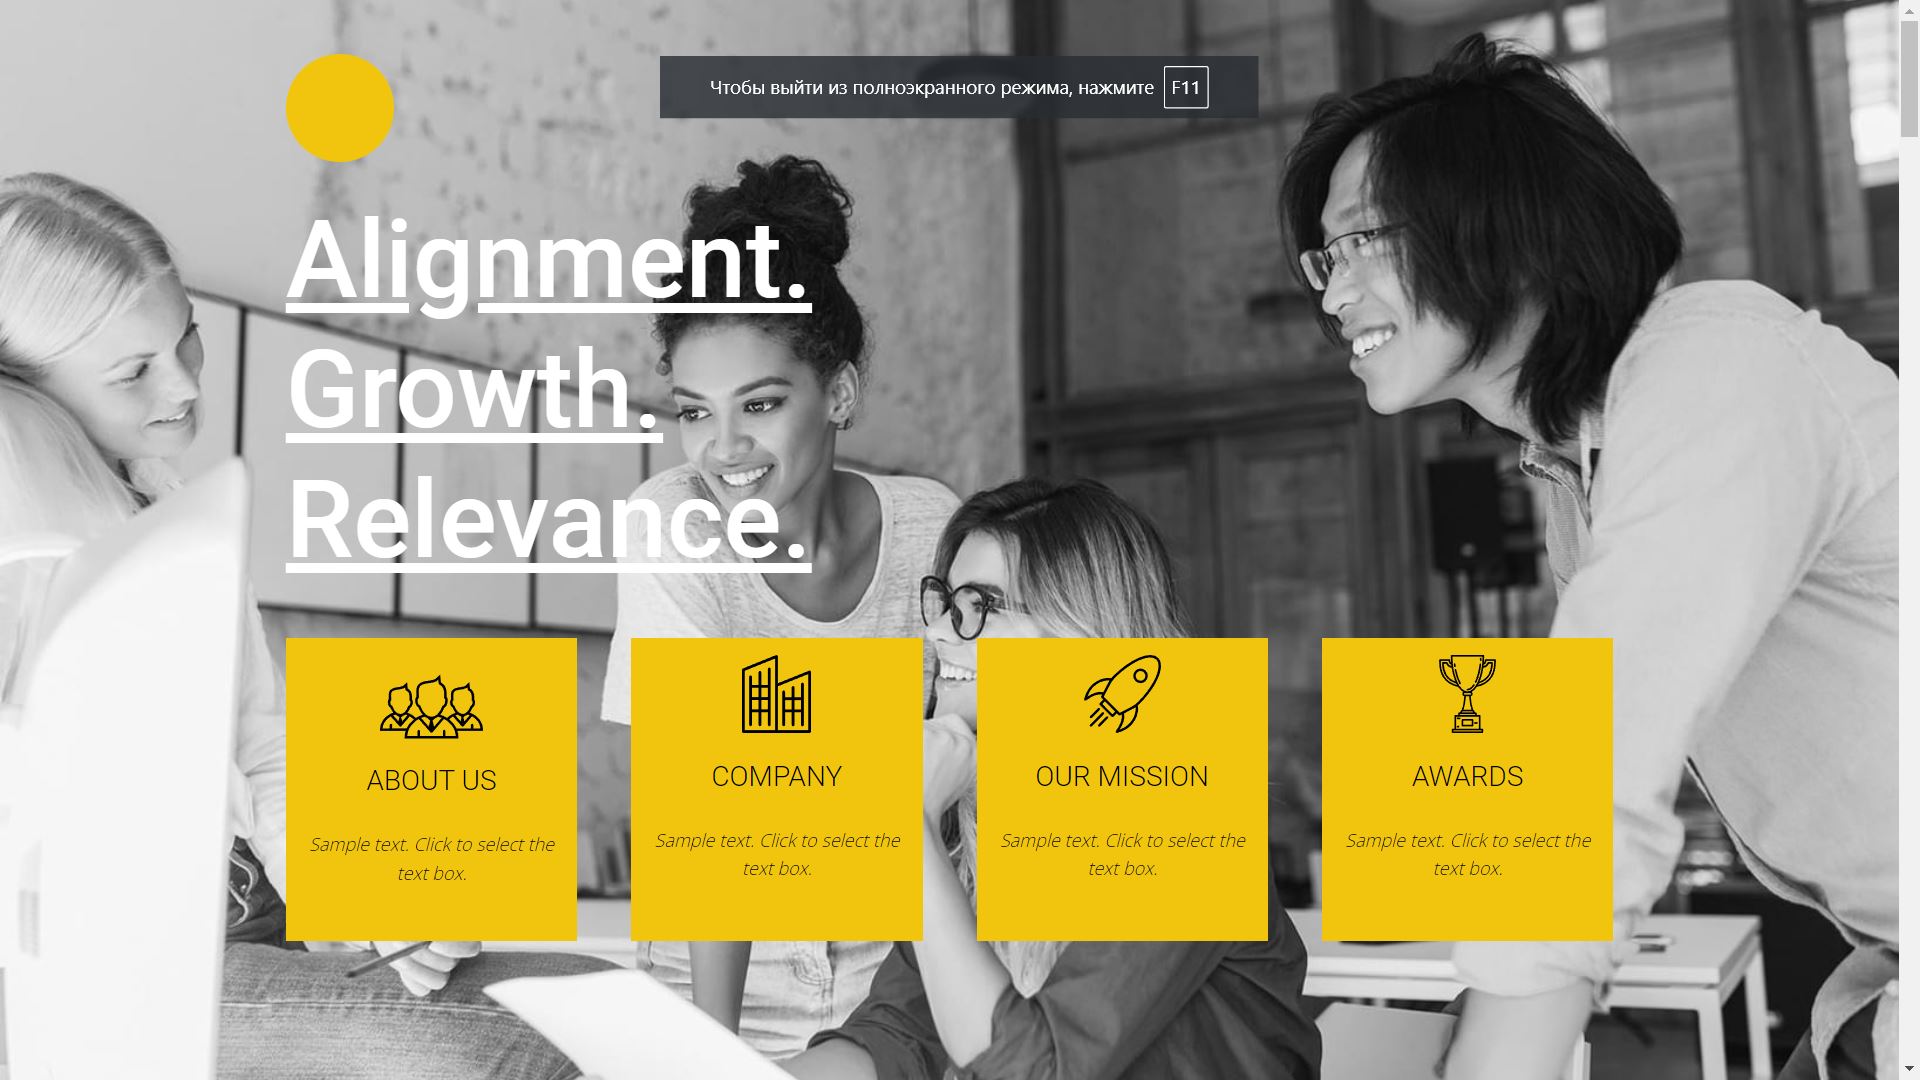 Чтобы выйти из полноэкранного режима, нажмите F11
Alignment.
Growth.
Relevance.
ABOUT US
Sample text. Click to select the
text box.
COMPANY
Sample text. Click to select the
text box.
OUR MISSION
Sample text. Click to select the
text box.
AWARDS
Sample text. Click to select the
text box.